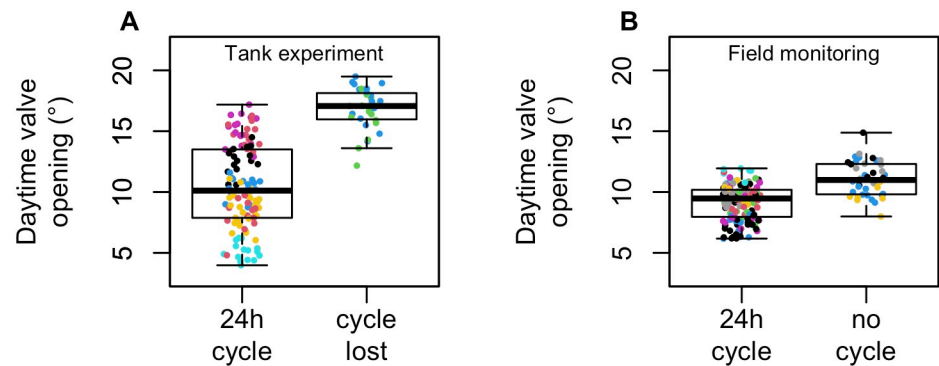 A
Tank experiment
Daytime valve
opening (°)
20
15
10
5
24h
cycle
cycle
lost
B
Field monitoring
Daytime valve
opening (°)
20
15
10
5
24h
cycle
no
cycle